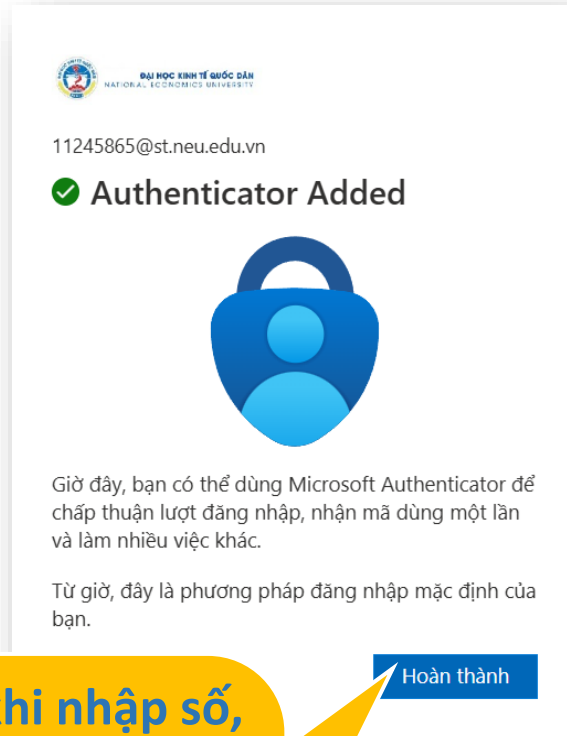 ĐẠI HỌC KINH TẾ QUỐC DÂN
NATIONAL ECONOMICS UNIVERSITY
11245865@st.neu.edu.vn
Authenticator Added
Giờ đây, bạn có thể dùng Microsoft Authenticator để
chấp thuận lượt đăng nhập, nhận mã dùng một lần
và làm nhiều việc khác.
Từ giờ, đây là phương pháp đăng nhập mặc định của
bạn.
Hoàn thành
nhập số,